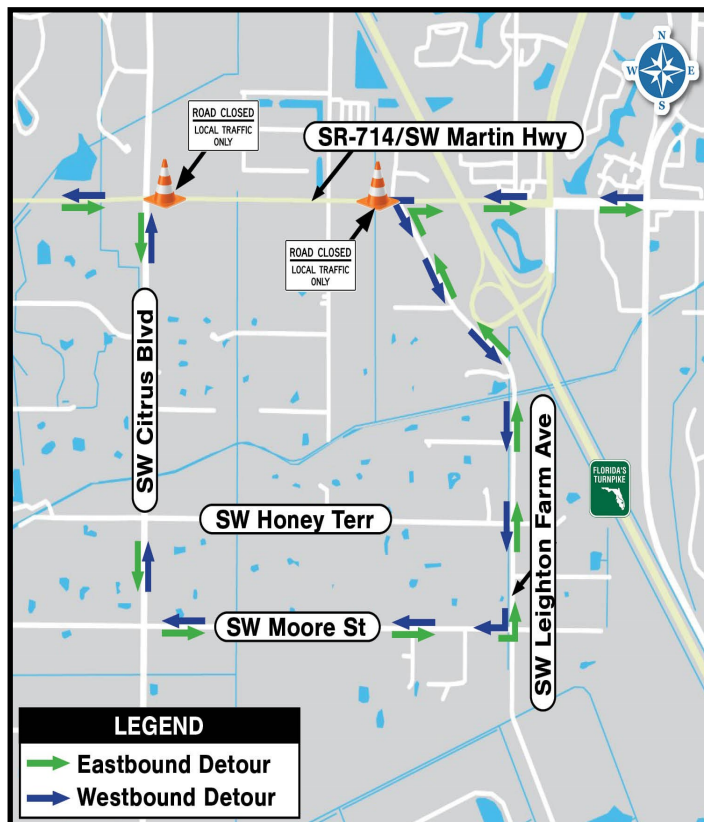 N
W E
S
ROAD CLOSED
LOCAL TRAFFIC
ONLY
SR-714/SW Martin Hwy
ROAD CLOSED
LOCAL TRAFFIC
ONLY
SW Citrus Blvd
SW Leighton Farm Ave
FLORIDA'S
TURNPIKE
SW Honey Terr
SW Moore St
LEGEND
Eastbound Detour
Westbound Detour